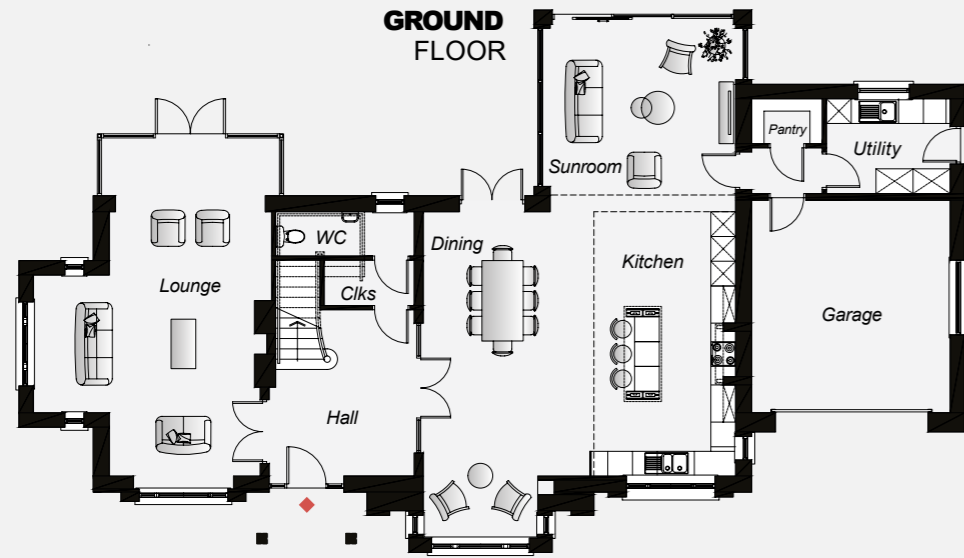 GROUND
FLOOR
Pantry
Utility
Sunroom
WC
Dining
Kitchen
Lounge
Clks
Garage
Hall